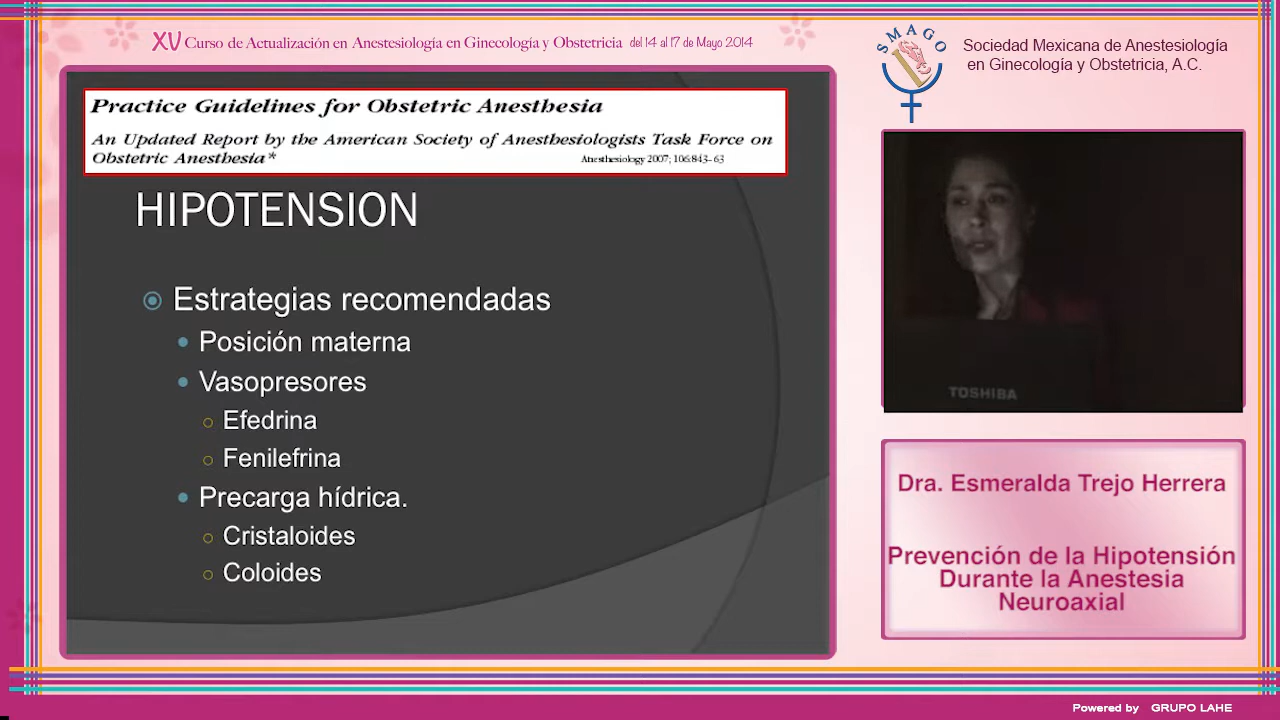 XV Curso de Actualización en Anestesiología en Ginecología y Obstetricia del 14 al 17 de Mayo 2014
SMAGO
Sociedad Mexicana de Anestesiología
en Ginecología y Obstetricia, A.C.
Practice Guidelines for Obstetric Anesthesia
An Updated Report by the American Society of Anesthesiologists Task Force on
Obstetric Anesthesia*
Anesthesiology 2007; 106:843–63
HIPOTENSION
Estrategias recomendadas
Posición materna
Vasopresores
Efedrina
Fenilefrina
Precarga hídrica.
Cristaloides
Coloides
TOSHIBA
Dra. Esmeralda Trejo Herrera
Prevención de la Hipotensión
Durante la Anestesia
Neuroaxial
Powered by GRUPO LAHE